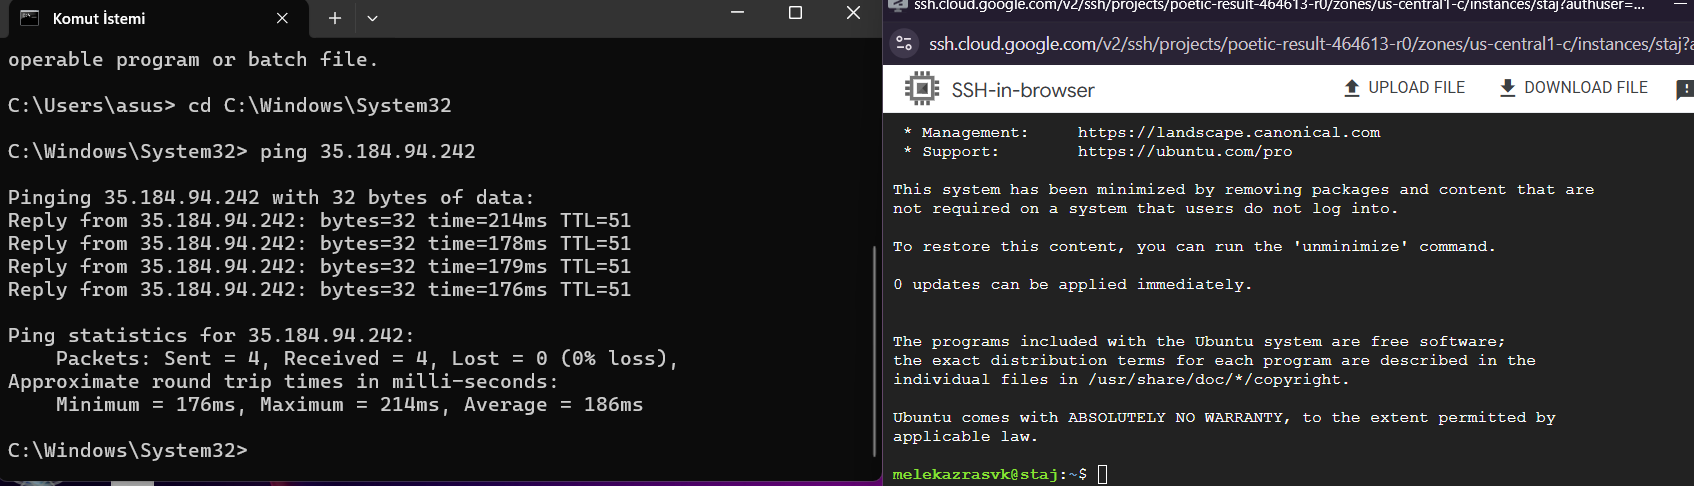 Komut İstemi
operable program or batch file.
C:\Users\asus> cd C:\Windows\System32
C:\Windows\System32> ping 35.184.94.242
Pinging 35.184.94.242 with 32 bytes of data:
Reply from 35.184.94.242: bytes=32 time=214ms TTL=51
Reply from 35.184.94.242: bytes=32 time=178ms TTL=51
Reply from 35.184.94.242: bytes=32 time=179ms TTL=51
Reply from 35.184.94.242: bytes=32 time=176ms TTL=51
Ping statistics for 35.184.94.242:
Packets: Sent = 4, Received = 4, Lost = 0 (0% loss),
Approximate round trip times in milli-seconds:
Minimum = 176ms, Maximum = 214ms, Average = 186ms
C:\Windows\System32>
ssh.cloud.google.com/v2/ssh/projects/poetic-result-464613-r0/zones/us-central1-c/instances/staj?authuser=...
ssh.cloud.google.com/v2/ssh/projects/poetic-result-464613-r0/zones/us-central1-c/instances/staj?a
SSH-in-browser
UPLOAD FILE
DOWNLOAD FILE
* Management: https://landscape.canonical.com
* Support: https://ubuntu.com/pro
This system has been minimized by removing packages and content that are
not required on a system that users do not log into.
To restore this content, you can run the 'unminimize' command.
0 updates can be applied immediately.
The programs included with the Ubuntu system are free software;
the exact distribution terms for each program are described in the
individual files in /usr/share/doc/*/copyright.
Ubuntu comes with ABSOLUTELY NO WARRANTY, to the extent permitted by
applicable law.
melekazrasvk@staj:~$